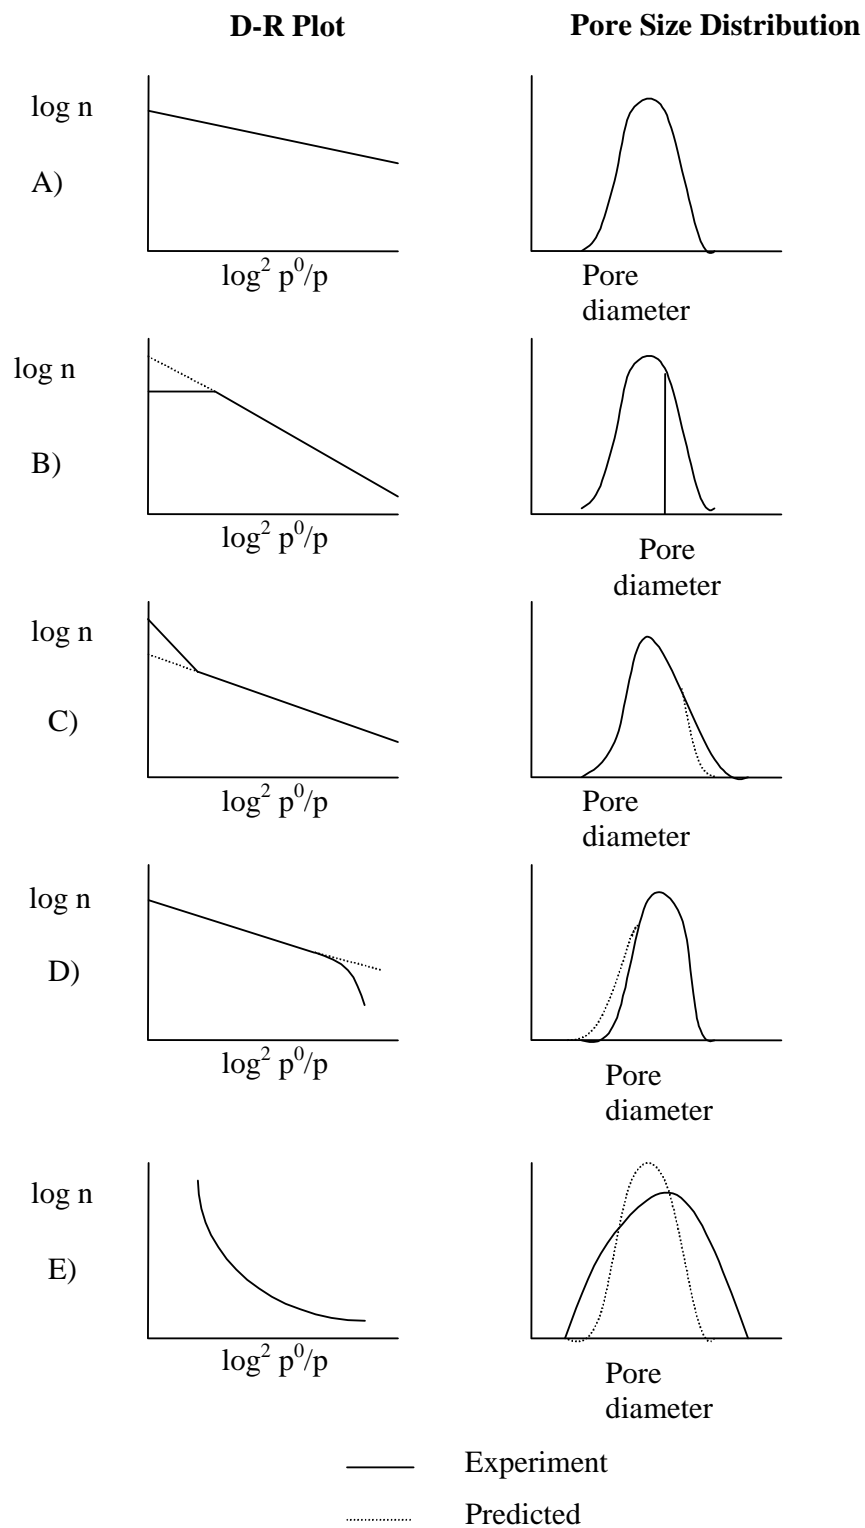 D-R Plot
Pore Size Distribution
log n
A)
log² p⁰/p
Pore
diameter
log n
B)
log² p⁰/p
Pore
diameter
log n
C)
log² p⁰/p
Pore
diameter
log n
D)
log² p⁰/p
Pore
diameter
log n
E)
log² p⁰/p
Pore
diameter
Experiment
Predicted